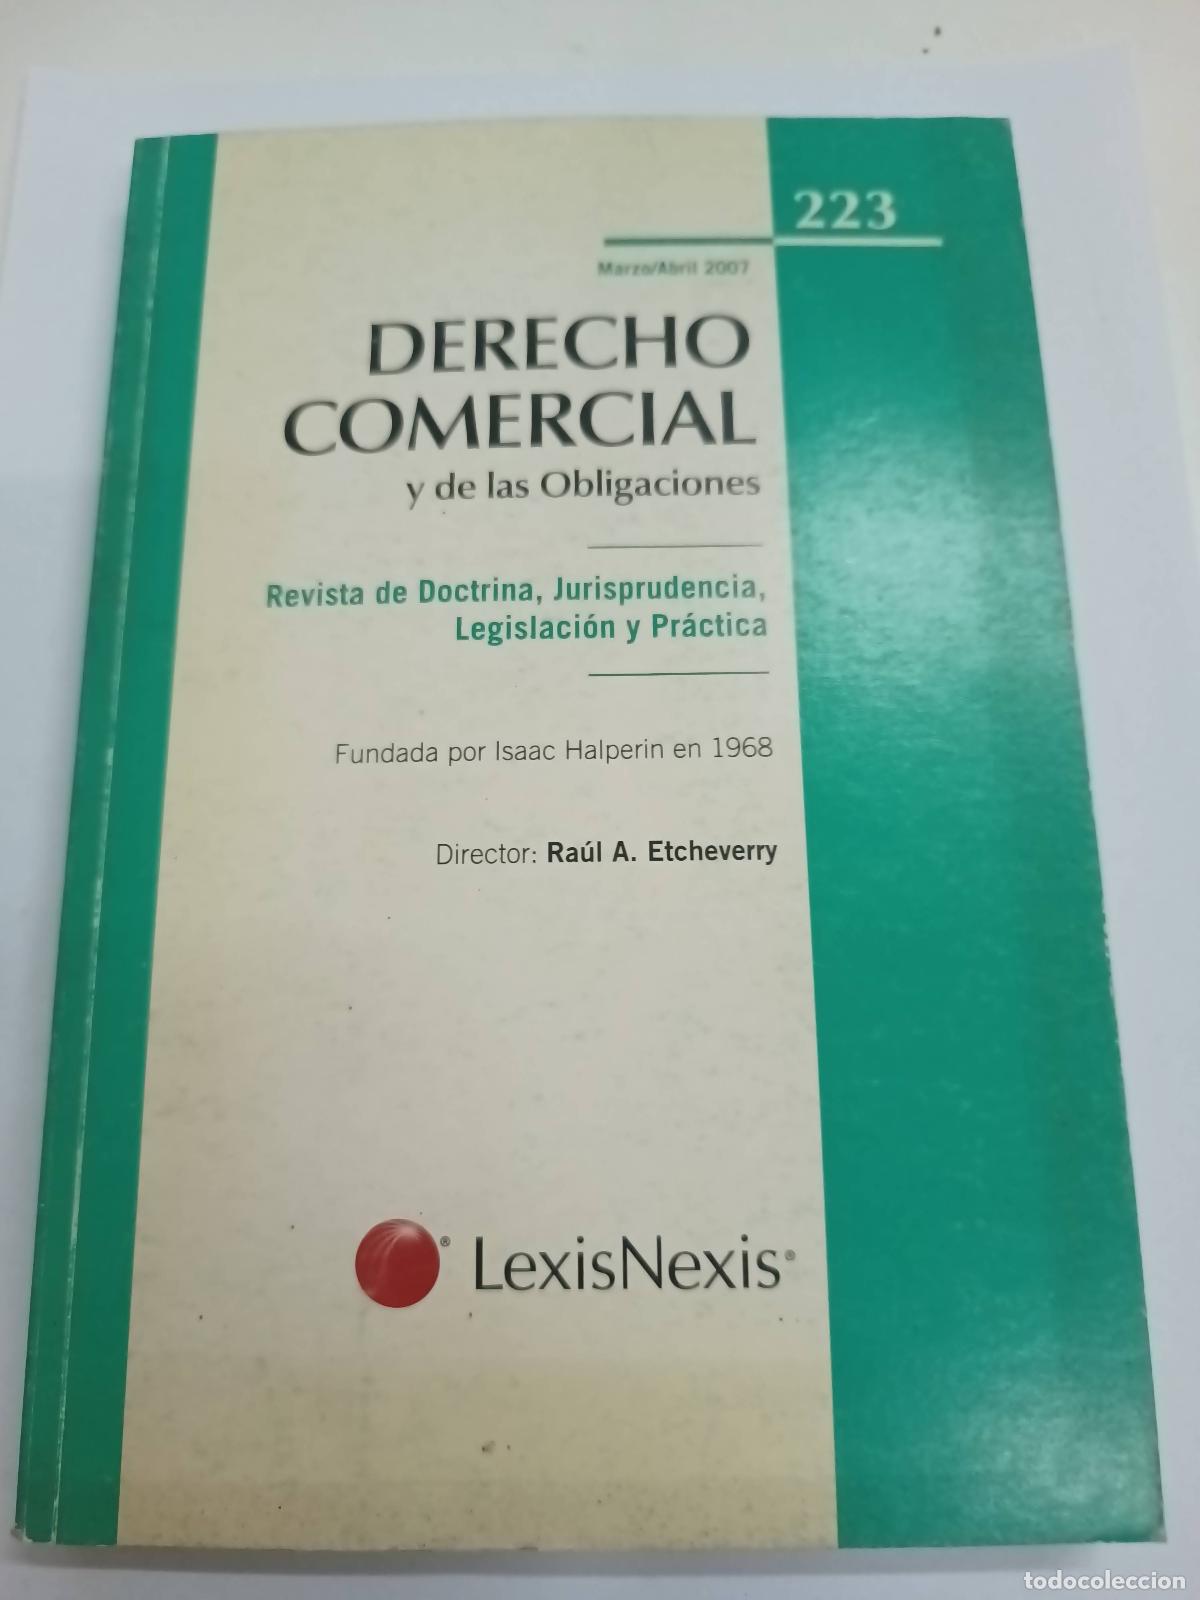 223
Marzo/Abril 2007
DERECHO
COMERCIAL
y de las Obligaciones
Revista de Doctrina, Jurisprudencia,
Legislación y Práctica
Fundada por Isaac Halperin en 1968
Director: Raúl A. Etcheverry
® LexisNexis®
todocoleccion